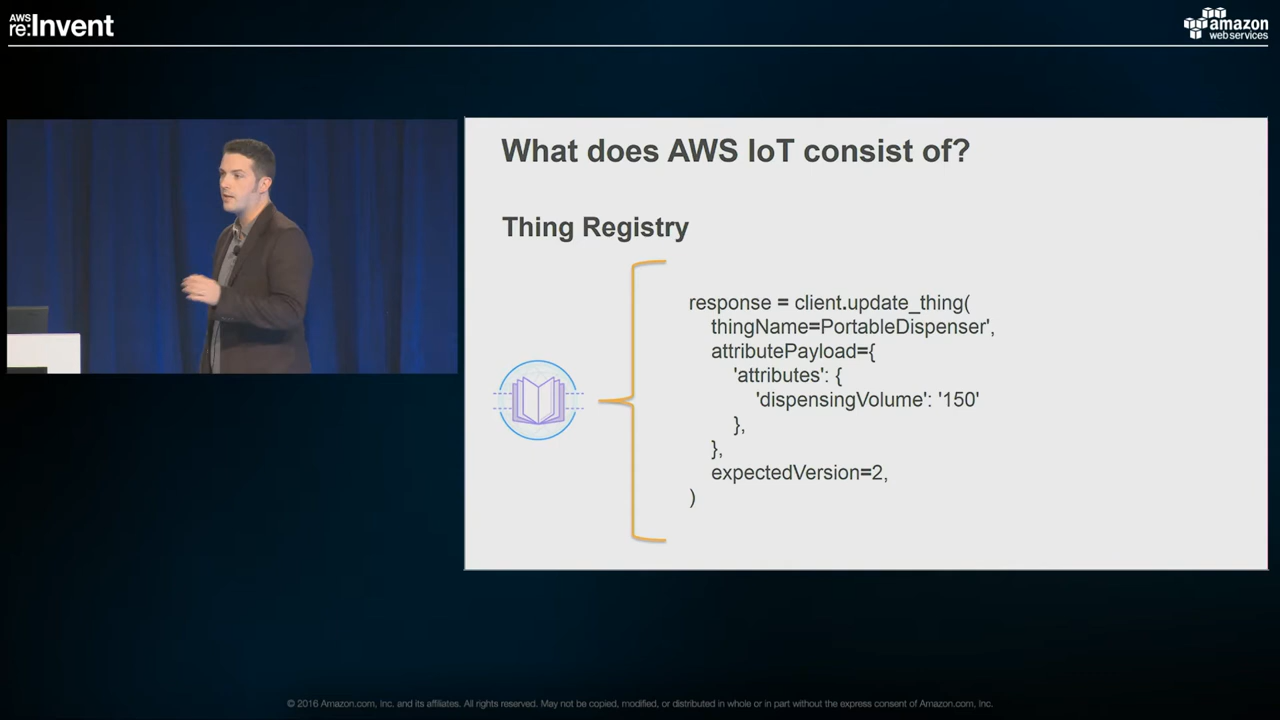 AWS
re:Invent
amazon
web services
What does AWS IoT consist of?
Thing Registry
response = client.update_thing(
thingName=PortableDispenser',
attributePayload={
'attributes': {
'dispensingVolume': '150'
},
},
expectedVersion=2,
)
© 2016 Amazon.com, Inc. and its affiliates. All rights reserved. May not be copied, modified, or distributed in whole or in part without the express consent of Amazon.com, Inc.